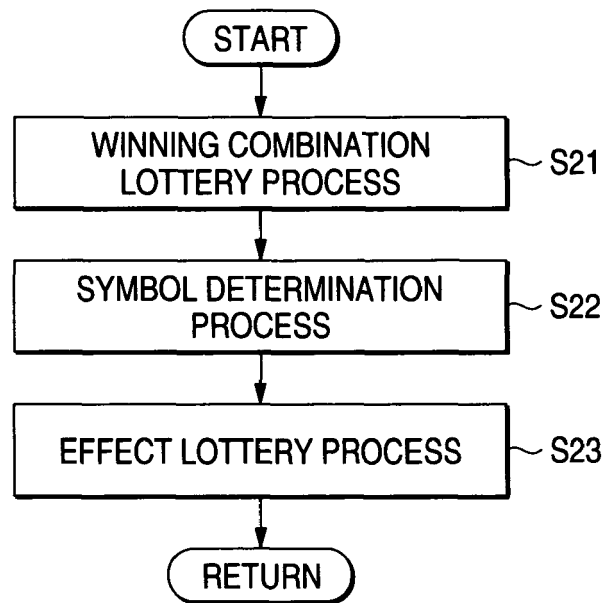 START
WINNING COMBINATION
LOTTERY PROCESS
S21
SYMBOL DETERMINATION
PROCESS
S22
EFFECT LOTTERY PROCESS
S23
RETURN